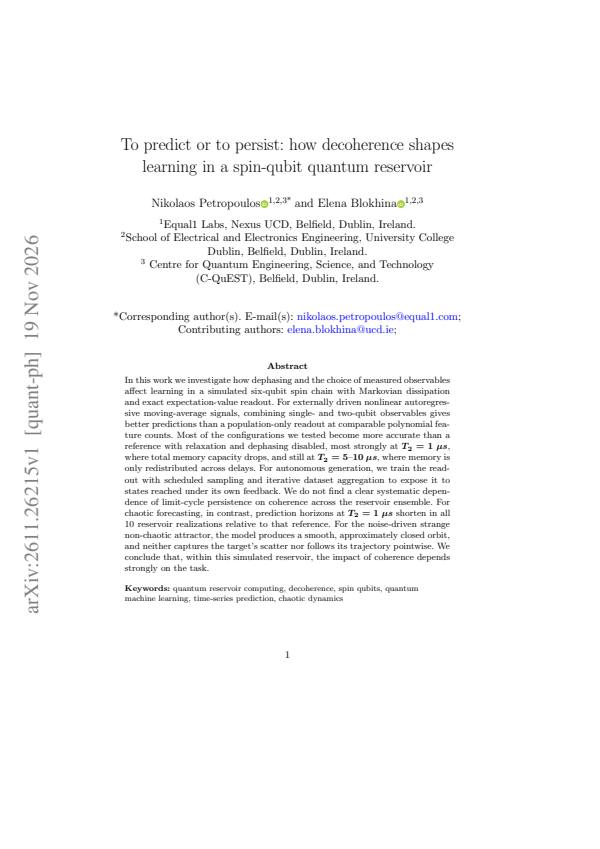 To predict or to persist: how decoherence shapes
learning in a spin-qubit quantum reservoir
Nikolaos Petropoulos1,2,3* and Elena Blokhina1,2,3
1Equal1 Labs, Nexus UCD, Belfield, Dublin, Ireland.
2School of Electrical and Electronics Engineering, University College
Dublin, Belfield, Dublin, Ireland.
3 Centre for Quantum Engineering, Science, and Technology
(C-QuEST), Belfield, Dublin, Ireland.
*Corresponding author(s). E-mail(s): nikolaos.petropoulos@equal1.com;
Contributing authors: elena.blokhina@ucd.ie;
Abstract
In this work we investigate how dephasing and the choice of measured observables
affect learning in a simulated six-qubit spin chain with Markovian dissipation
and exact expectation-value readout. For externally driven nonlinear autoregres-
sive moving-average signals, combining single- and two-qubit observables gives
better predictions than a population-only readout at comparable polynomial fea-
ture counts. Most of the configurations we tested become more accurate than a
reference with relaxation and dephasing disabled, most strongly at T2 = 1 μs,
where total memory capacity drops, and still at T2 = 5–10 μs, where memory is
only redistributed across delays. For autonomous generation, we train the read-
out with scheduled sampling and iterative dataset aggregation to expose it to
states reached under its own feedback. We do not find a clear systematic depen-
dence of limit-cycle persistence on coherence across the reservoir ensemble. For
chaotic forecasting, in contrast, prediction horizons at T2 = 1 μs shorten in all
10 reservoir realizations relative to that reference. For the noise-driven strange
non-chaotic attractor, the model produces a smooth, approximately closed orbit,
and neither captures the target's scatter nor follows its trajectory pointwise. We
conclude that, within this simulated reservoir, the impact of coherence depends
strongly on the task.
Keywords: quantum reservoir computing, decoherence, spin qubits, quantum
machine learning, time-series prediction, chaotic dynamics
1
arXiv:2611.26215v1 [quant-ph] 19 Nov 2026